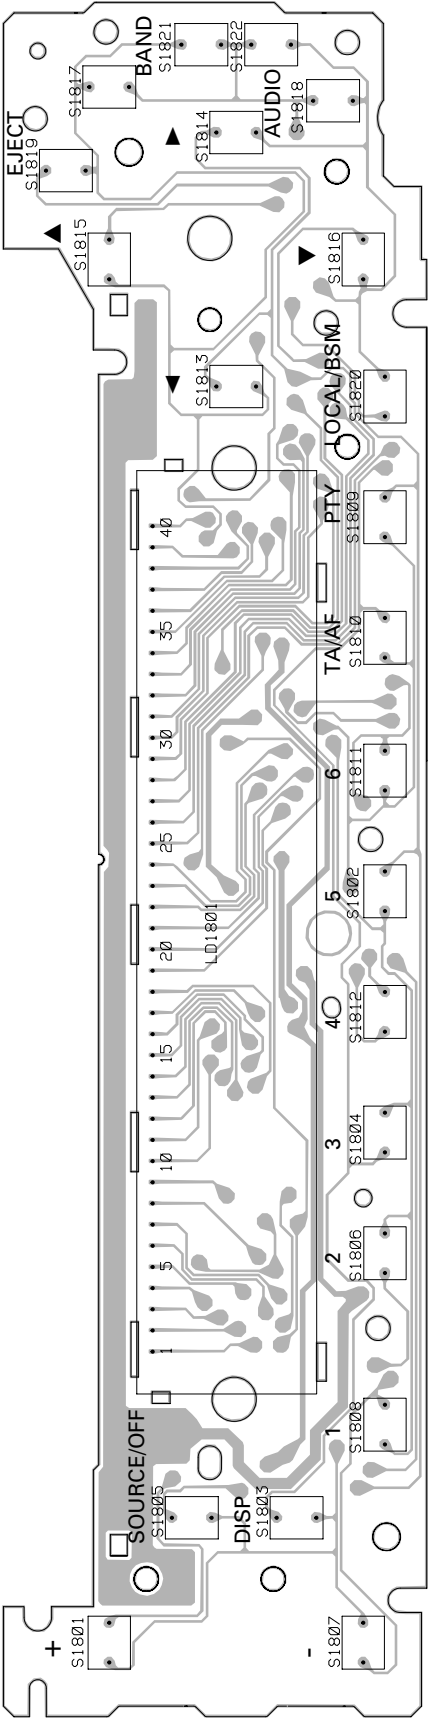 BAND
S1821
S1822
S1817
AUDIO
S1818
EJECT
S1814
S1819
S1815
S1816
S1813
LOCAL/BSM
S1820
PTY
S1809
40
35
TA/AF
S1810
30
6
S1811
25
5
S1802
LD1801
20
4
S1812
15
3
S1804
10
2
S1806
5
1
1
S1808
SOURCE/OFF
S1805
DISP
S1803
+
S1801
-
S1807